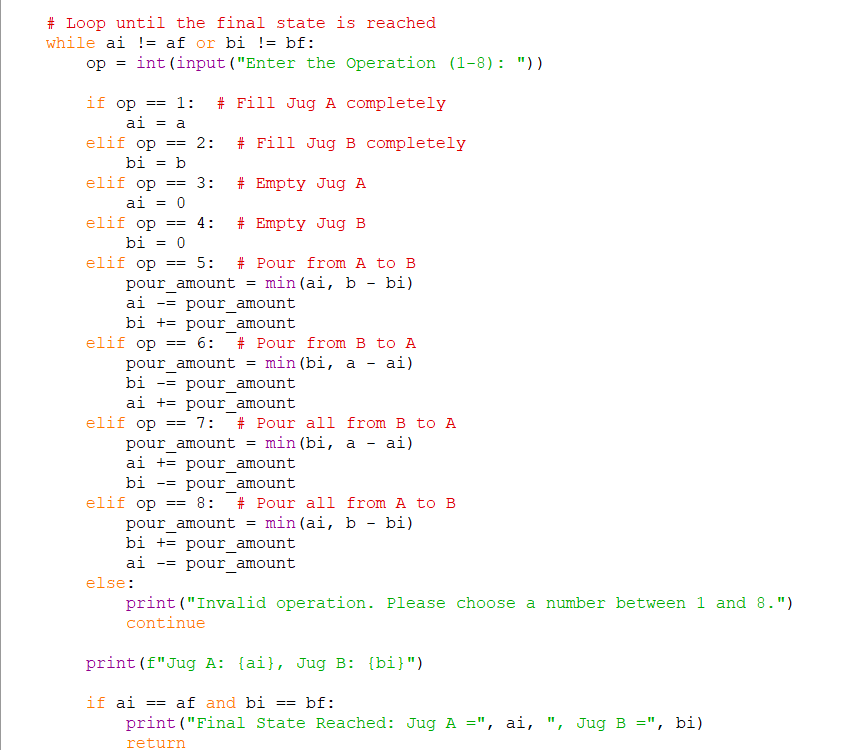 # Loop until the final state is reached
while ai != af or bi != bf:
    op = int(input("Enter the Operation (1-8): "))

    if op == 1:  # Fill Jug A completely
        ai = a
    elif op == 2:  # Fill Jug B completely
        bi = b
    elif op == 3:  # Empty Jug A
        ai = 0
    elif op == 4:  # Empty Jug B
        bi = 0
    elif op == 5:  # Pour from A to B
        pour_amount = min(ai, b - bi)
        ai -= pour_amount
        bi += pour_amount
    elif op == 6:  # Pour from B to A
        pour_amount = min(bi, a - ai)
        bi -= pour_amount
        ai += pour_amount
    elif op == 7:  # Pour all from B to A
        pour_amount = min(bi, a - ai)
        ai += pour_amount
        bi -= pour_amount
    elif op == 8:  # Pour all from A to B
        pour_amount = min(ai, b - bi)
        bi += pour_amount
        ai -= pour_amount
    else:
        print("Invalid operation. Please choose a number between 1 and 8.")
        continue

    print(f"Jug A: {ai}, Jug B: {bi}")

    if ai == af and bi == bf:
        print("Final State Reached: Jug A =", ai, ", Jug B =", bi)
        return